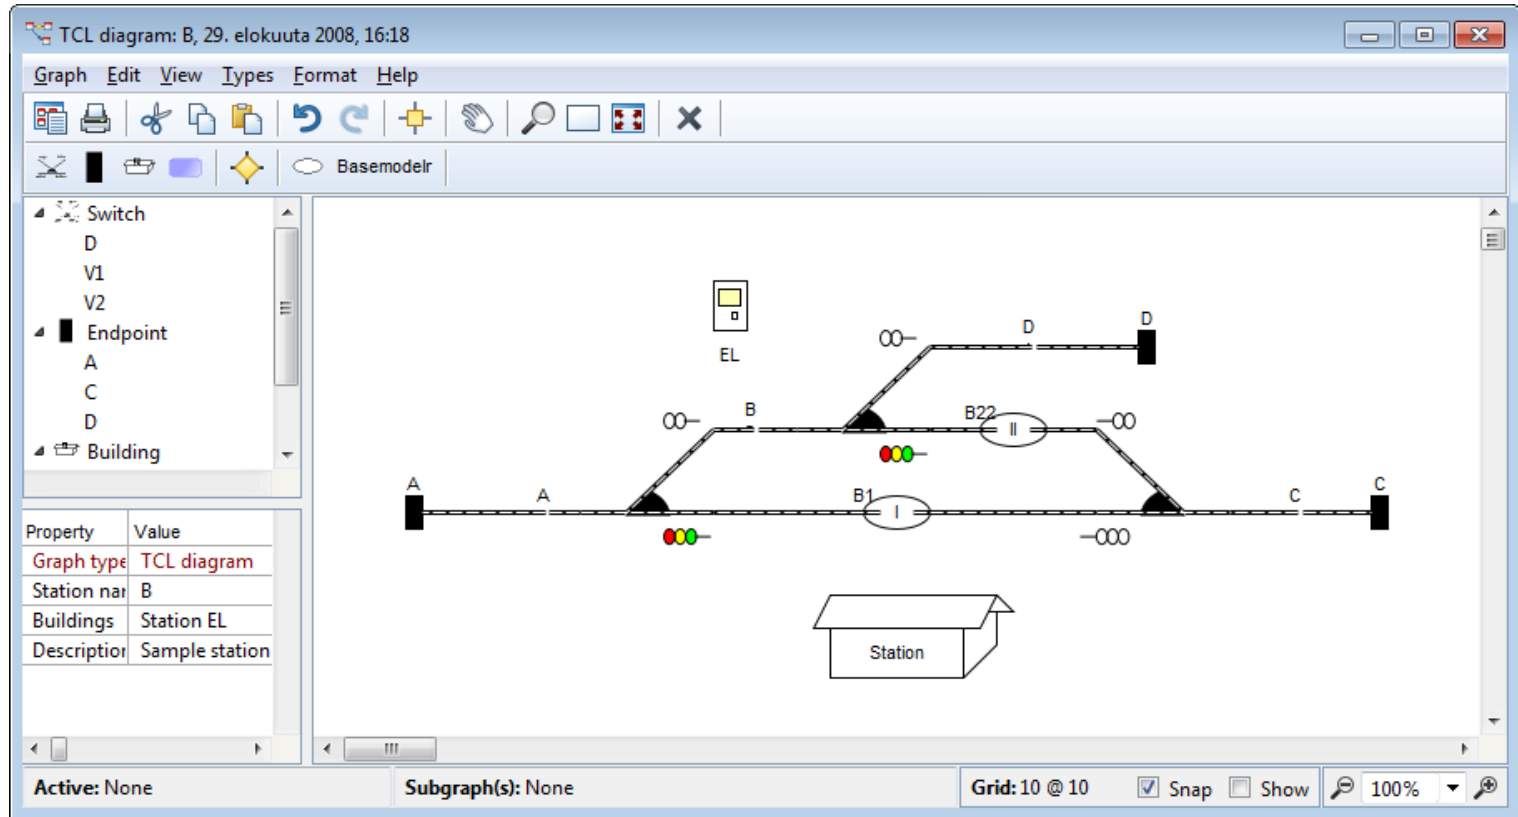 TCL diagram: B, 29. elokuuta 2008, 16:18
Graph Edit View Types Format Help
Basemodelr
Switch
D
V1
V2
Endpoint
A
C
D
Building
Property Value
Graph type TCL diagram
Station nar B
Buildings Station EL
Description Sample station
EL
D
D
B
B22
II
A
A
B1
I
C
C
Station
Active: None
Subgraph(s): None
Grid: 10 @ 10
Snap
Show
100%